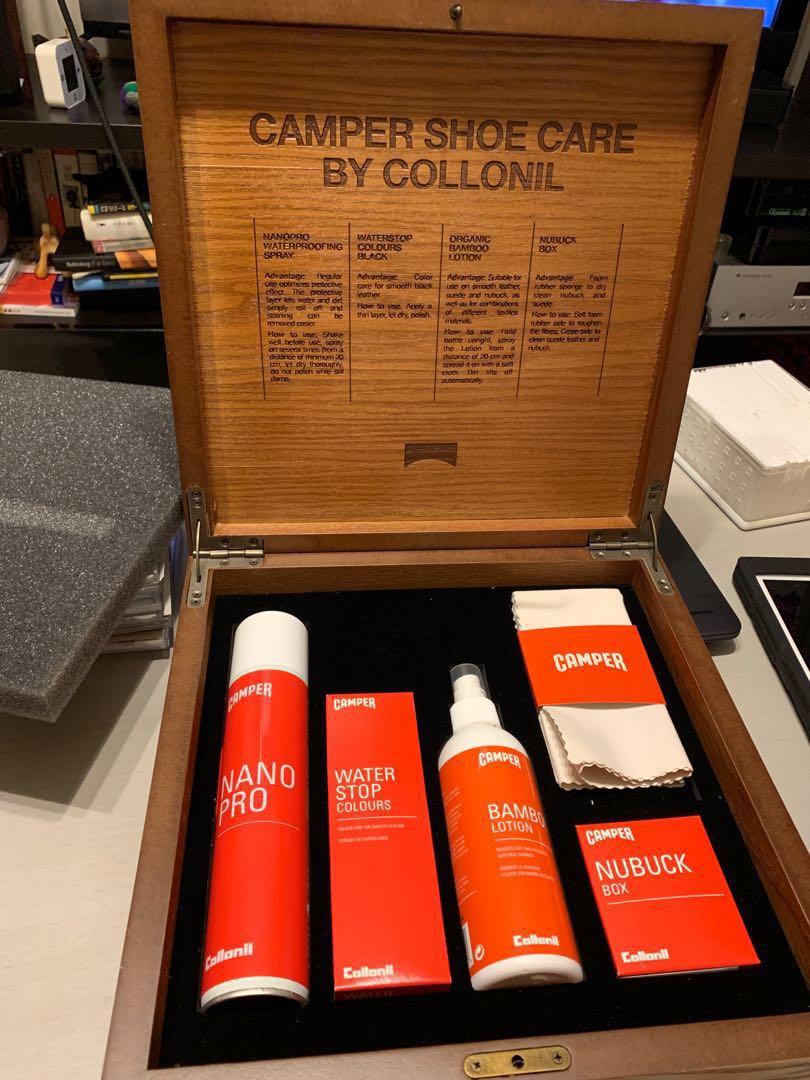 CAMPER SHOE CARE
BY COLLONIL
NANOPRO
WATERPROOFING
SPRAY
Advantage: Regular
use optimizes protective
effect. The protective
layer lets water and dirt
simply roll off and
staining can be
removed easier.
How to use: Shake
well before use, spray
on several times (from a
distance of minimum 20
cm, let dry thoroughly,
do not polish while still
damp.
WATERSTOP
COLOURS
BLACK
Advantage: Color
care for smooth black
leather.
How to use: Apply a
thin layer, let dry, polish.
ORGANIC
BAMBOO
LOTION
Advantage: Suitable for
use on smooth leather,
suede and nubuck, as
well as for combinations
of different textiles
materials.
How to use: Hold
bottle upright, spray
the Lotion from a
distance of 20 cm and
spread it on with a soft
cloth. Dirt lifts off
automatically.
NUBUCK
BOX
Advantage: Foam
rubber sponge to dry
clean nubuck and
suede.
How to use: Soft foam
rubber side to roughen
the fibres; Crepe side to
clean suede leather and
nubuck.
CAMPER
NANO
PRO
Collonil
CAMPER
WATER
STOP
COLOURS
COLOUR CARE FOR SMOOTH LEATHER
Collonil
WATER
CAMPER
BAMBO
LOTION
Collonil
CAMPER
CAMPER
NUBUCK
BOX
Collonil